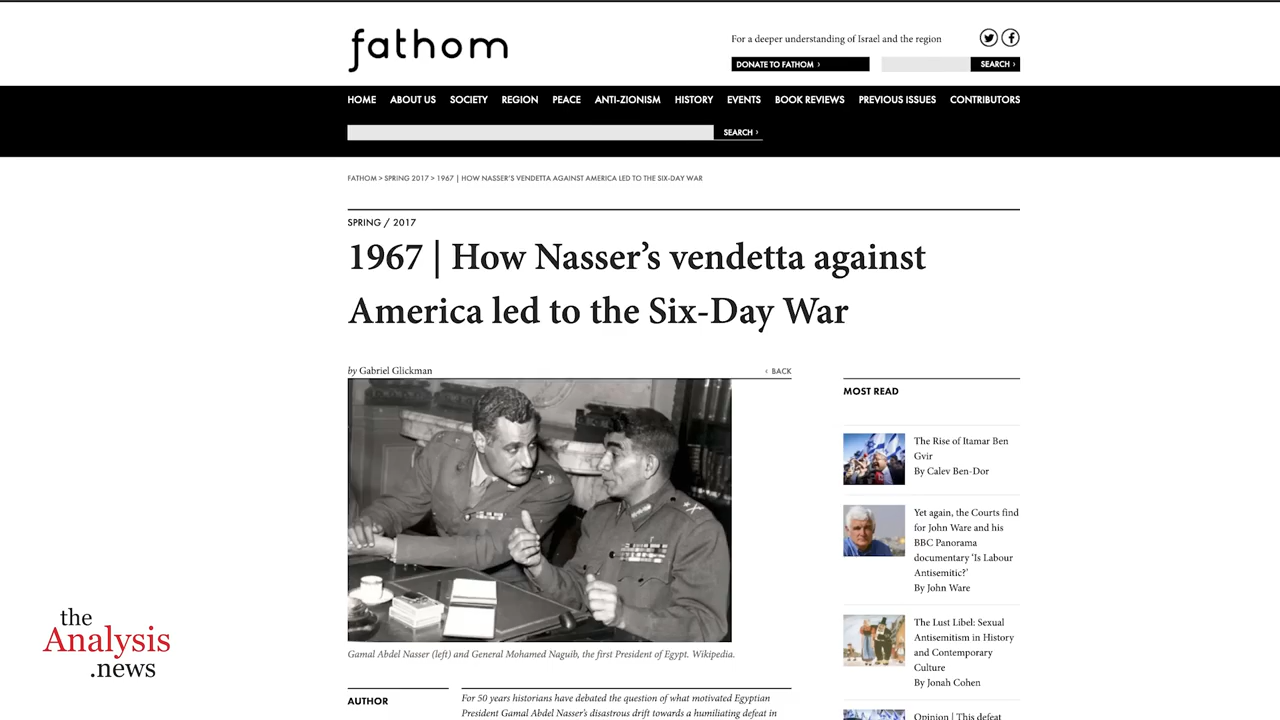 fathom
For a deeper understanding of Israel and the region
DONATE TO FATHOM ›
SEARCH ›
HOME ABOUT US SOCIETY REGION PEACE ANTI-ZIONISM HISTORY EVENTS BOOK REVIEWS PREVIOUS ISSUES CONTRIBUTORS
SEARCH ›
FATHOM > SPRING 2017 > 1967 | HOW NASSER'S VENDETTA AGAINST AMERICA LED TO THE SIX-DAY WAR
SPRING / 2017
1967 | How Nasser’s vendetta against
America led to the Six-Day War
by Gabriel Glickman
‹ BACK
Gamal Abdel Nasser (left) and General Mohamed Naguib, the first President of Egypt. Wikipedia.
AUTHOR
For 50 years historians have debated the question of what motivated Egyptian
President Gamal Abdel Nasser’s disastrous drift towards a humiliating defeat in
MOST READ
The Rise of Itamar Ben
Gvir
By Calev Ben-Dor
Yet again, the Courts find
for John Ware and his
BBC Panorama
documentary ‘Is Labour
Antisemitic?’
By John Ware
The Lust Libel: Sexual
Antisemitism in History
and Contemporary
Culture
By Jonah Cohen
Opinion | This defeat
the
Analysis
.news